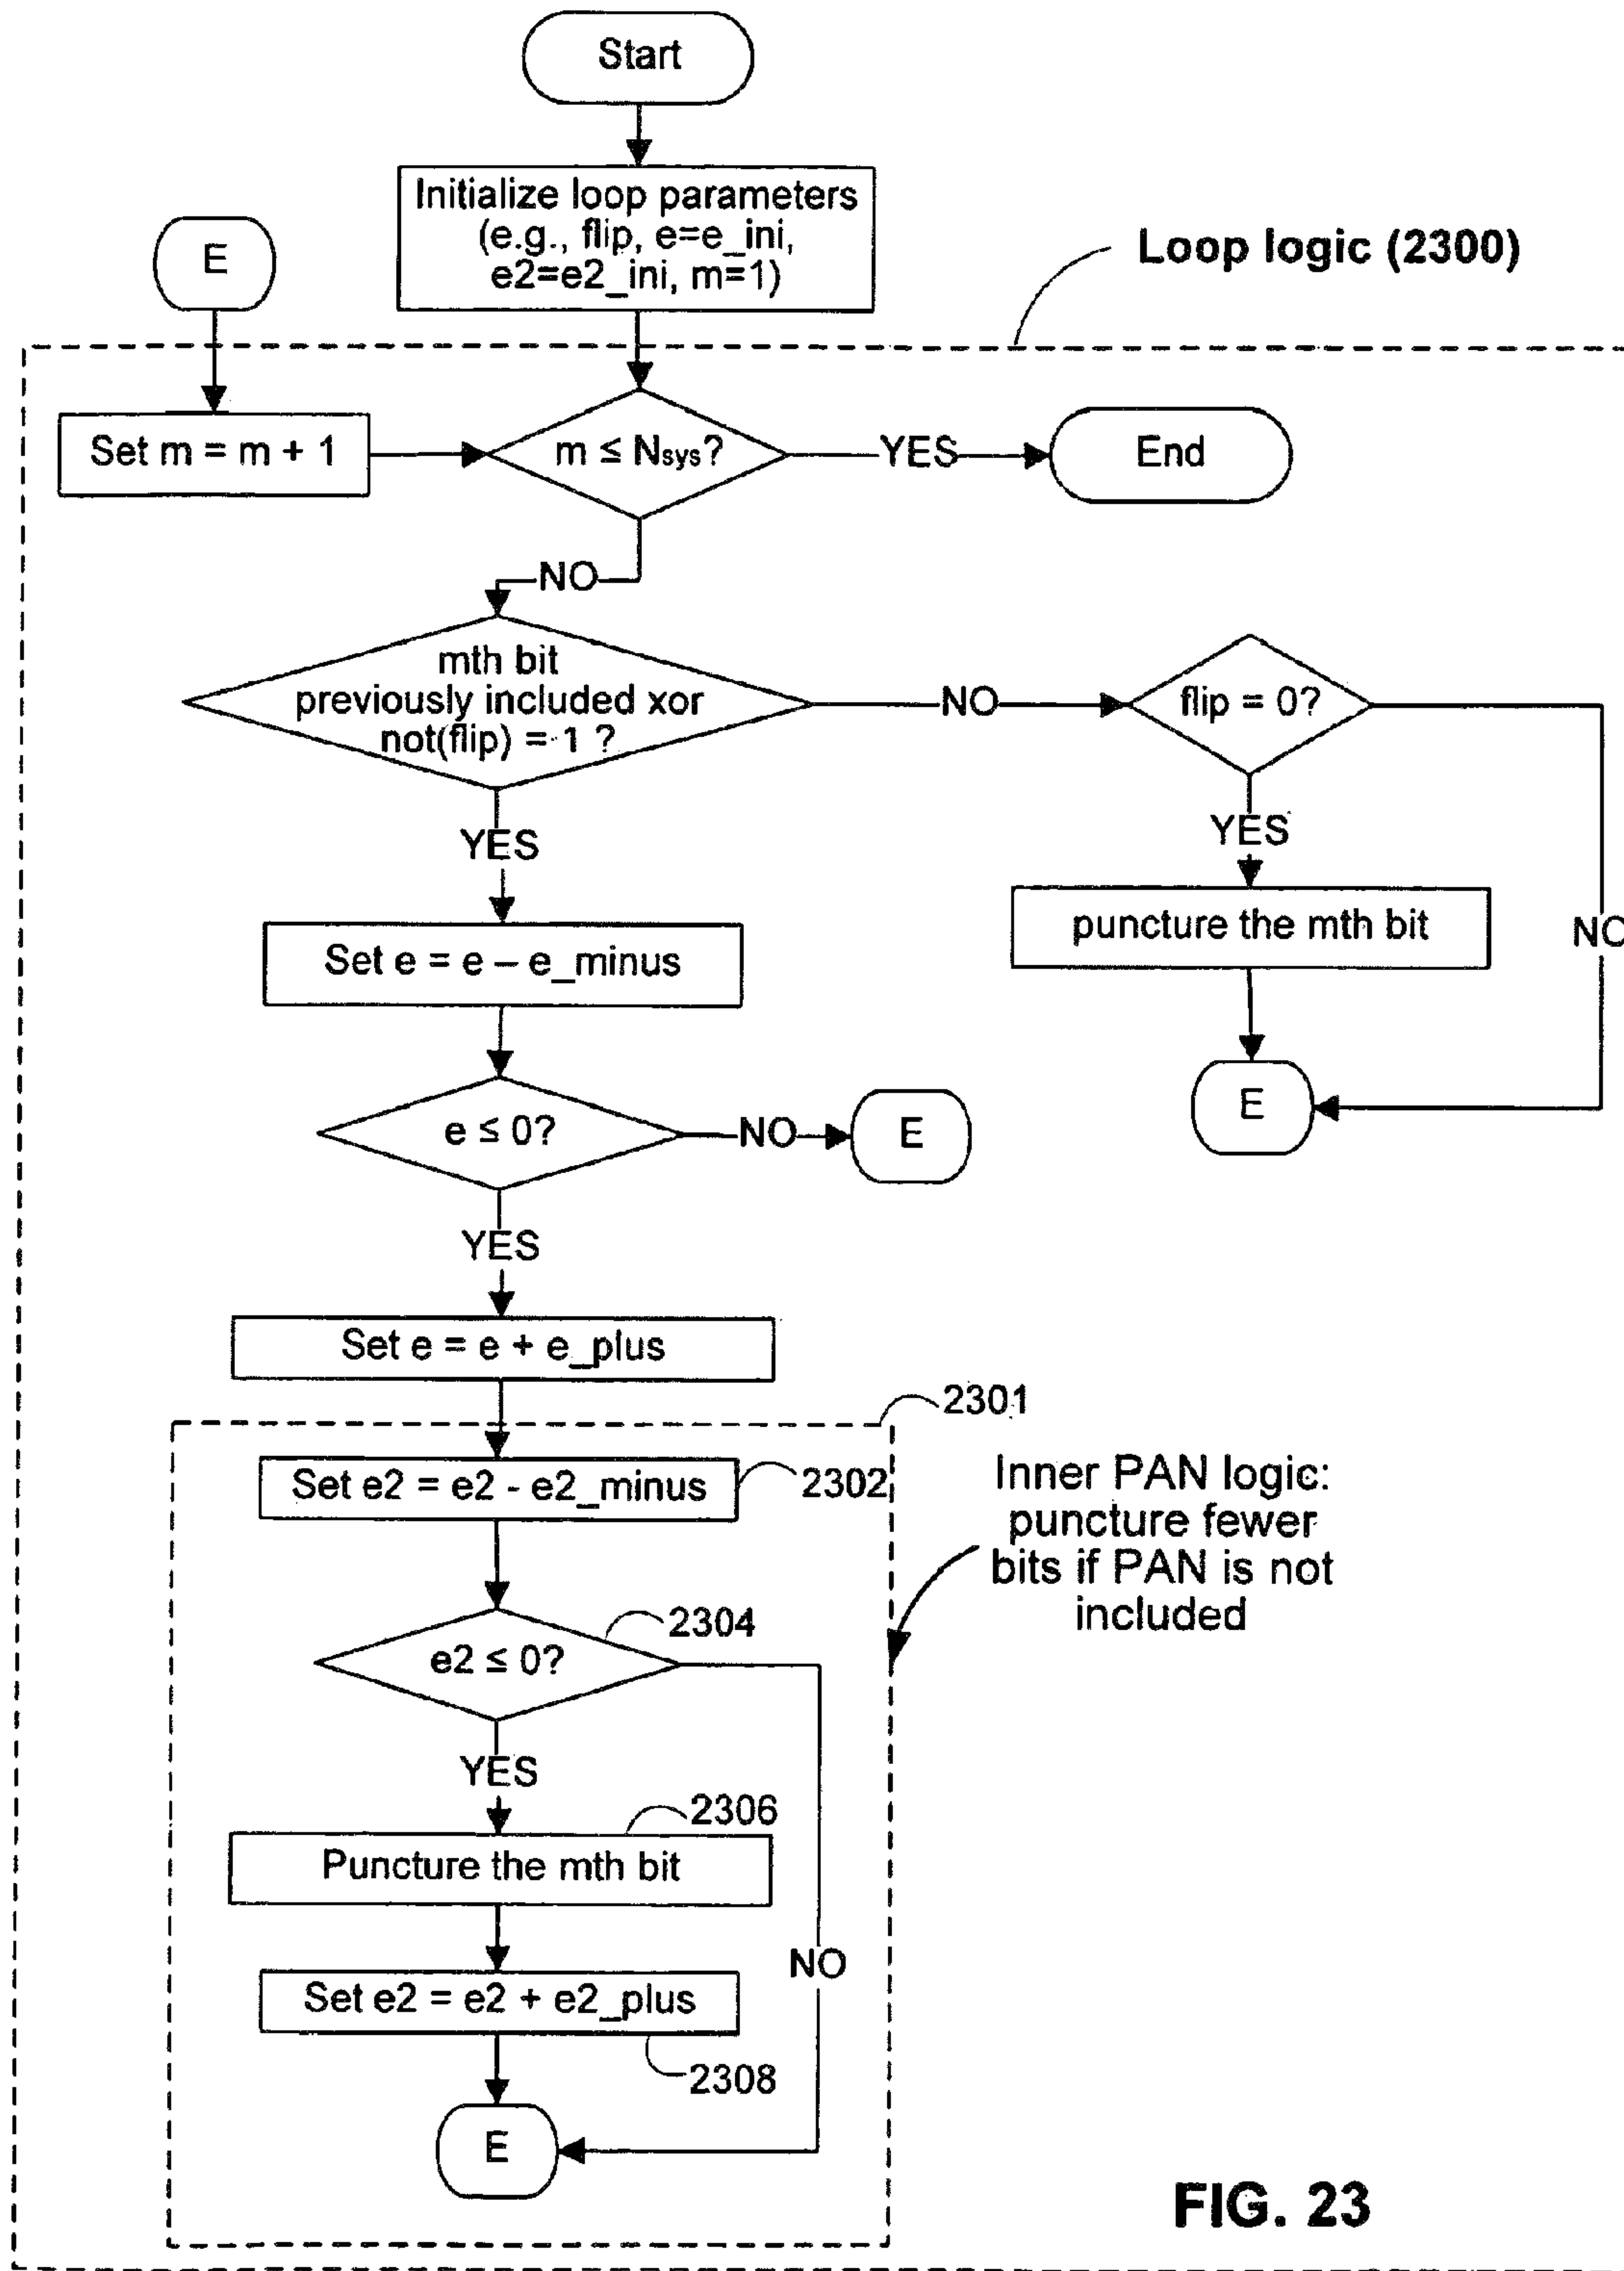 Start
Initialize loop parameters
(e.g., flip, e=e_ini,
e2=e2_ini, m=1)
E
Loop logic (2300)
Set m = m + 1
m ≤ Nsys?
YES
End
NO
mth bit
previously included xor
not(flip) = 1 ?
NO
flip = 0?
YES
YES
puncture the mth bit
NO
Set e = e – e_minus
E
e ≤ 0?
NO
E
YES
Set e = e + e_plus
2301
Set e2 = e2 - e2_minus
2302
Inner PAN logic:
puncture fewer
bits if PAN is not
included
2304
e2 ≤ 0?
YES
2306
Puncture the mth bit
NO
Set e2 = e2 + e2_plus
2308
E
FIG. 23